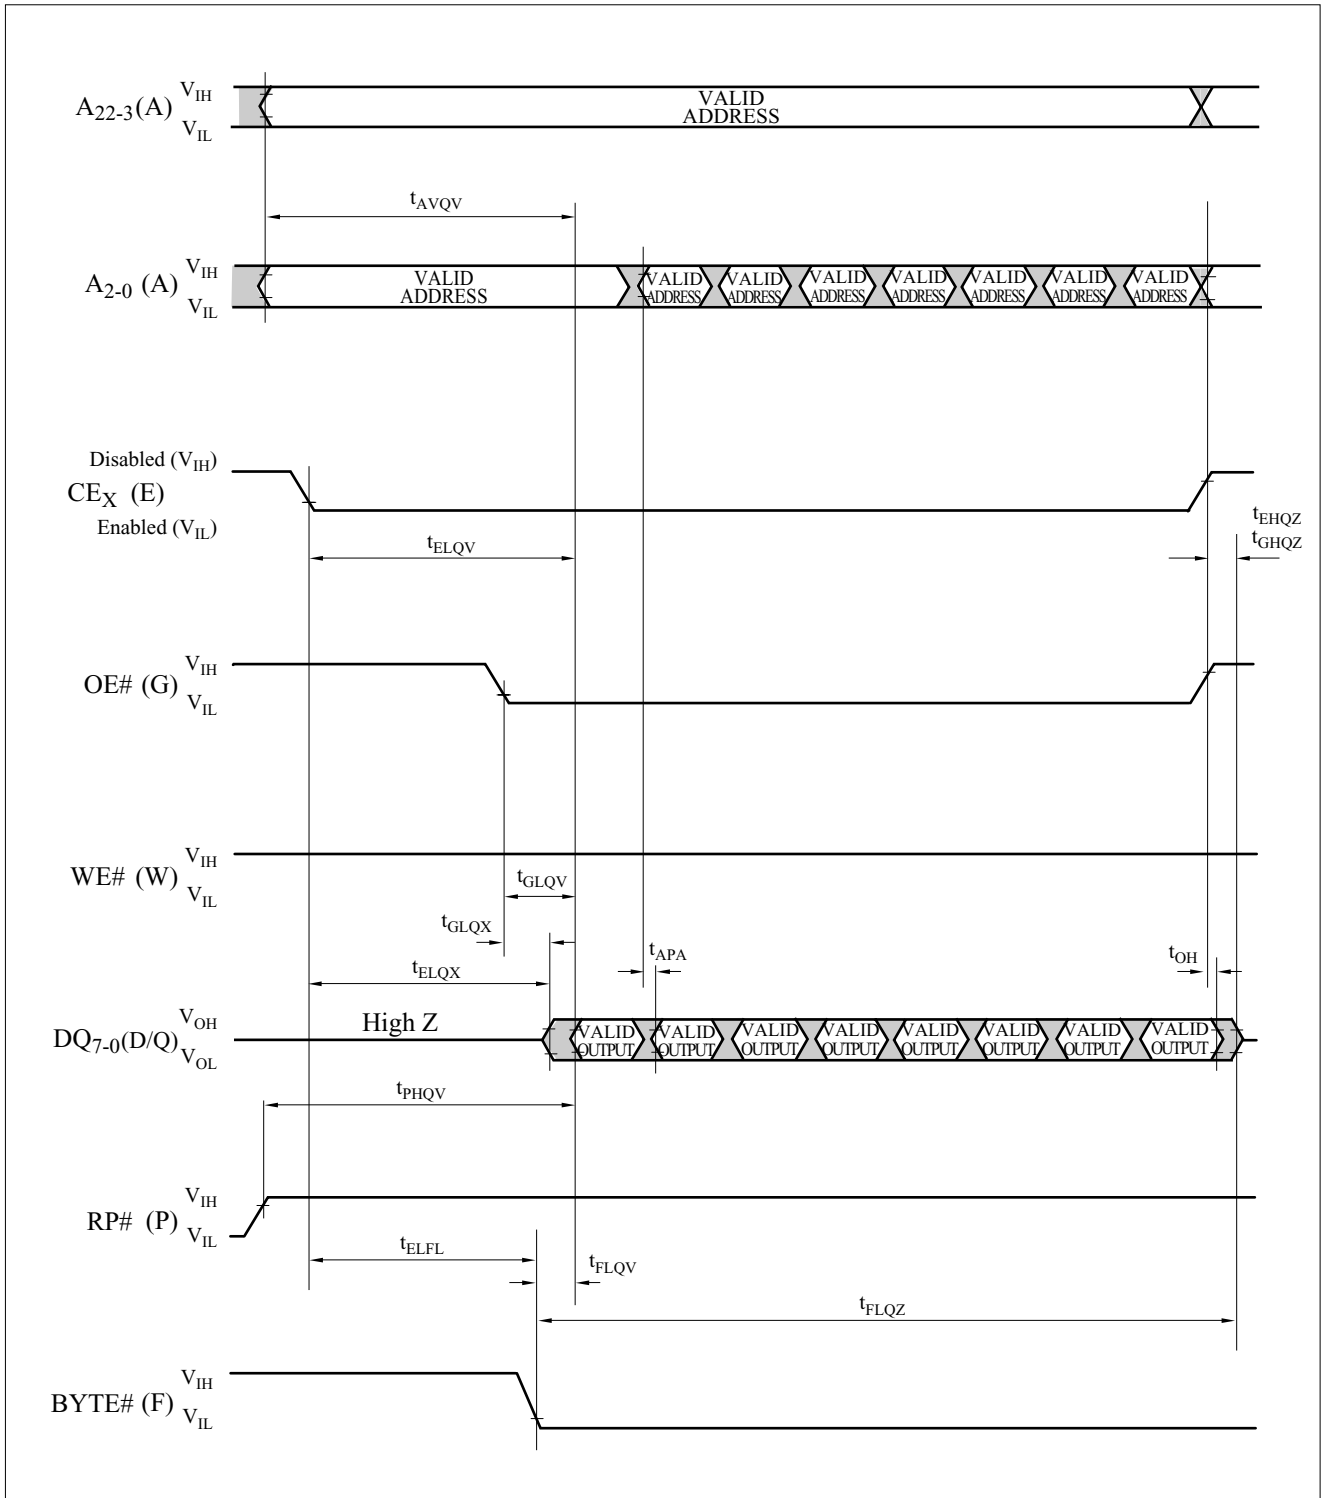 A22-3(A) VIH VIL
VALID
ADDRESS
tAVQV
A2-0 (A) VIH VIL
VALID
ADDRESS
VALID
ADDRESS
VALID
ADDRESS
VALID
ADDRESS
VALID
ADDRESS
VALID
ADDRESS
VALID
ADDRESS
VALID
ADDRESS
Disabled (VIH)
CEX (E)
Enabled (VIL)
tELQV
tEHQZ
tGHQZ
VIH
OE# (G)
VIL
VIH
WE# (W)
VIL
tGLQV
tGLQX
tAPA
tOH
tELQX
VOH
DQ7-0(D/Q)
VOL
High Z
VALID
OUTPUT
VALID
OUTPUT
VALID
OUTPUT
VALID
OUTPUT
VALID
OUTPUT
VALID
OUTPUT
VALID
OUTPUT
VALID
OUTPUT
tPHQV
VIH
RP# (P)
VIL
tELFL
tFLQV
tFLQZ
VIH
BYTE# (F)
VIL